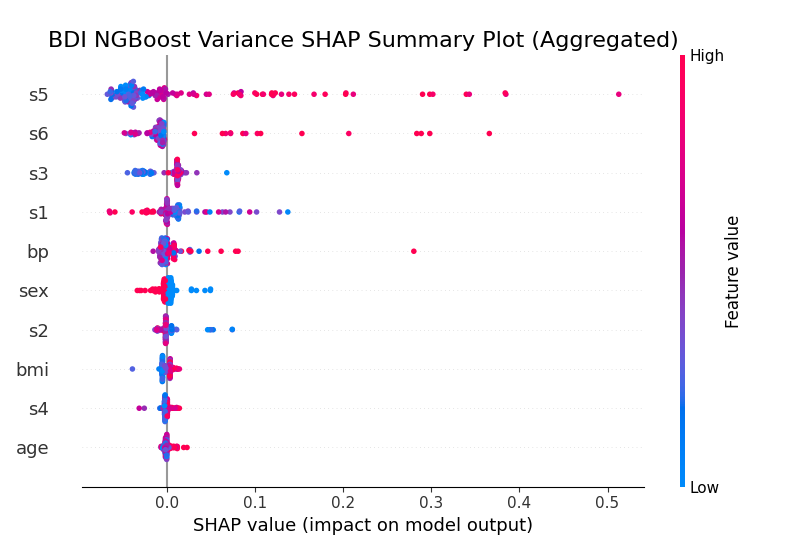 BDI NGBoost Variance SHAP Summary Plot (Aggregated)
High
s5
s6
s3
s1
bp
sex
s2
bmi
s4
age
Feature value
Low
0.0 0.1 0.2 0.3 0.4 0.5
SHAP value (impact on model output)